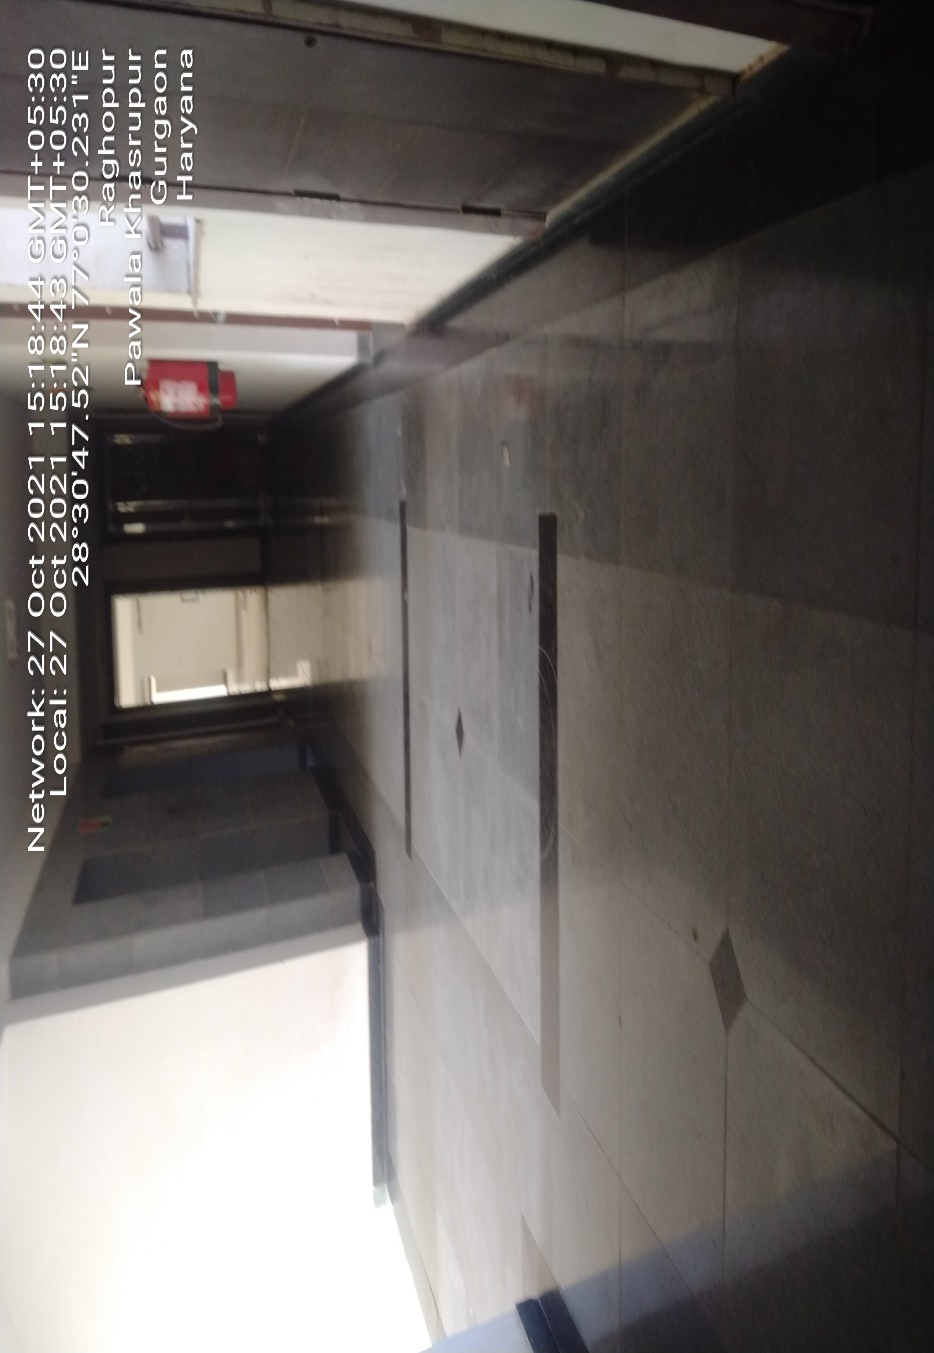 Network: 27 Oct 2021 15:18:44 GMT+05:30
Local: 27 Oct 2021 15:18:43 GMT+05:30
28°30'47.52"N 77°0'30.231"E
Raghopur
Pawala Khasrupur
Gurgaon
Haryana